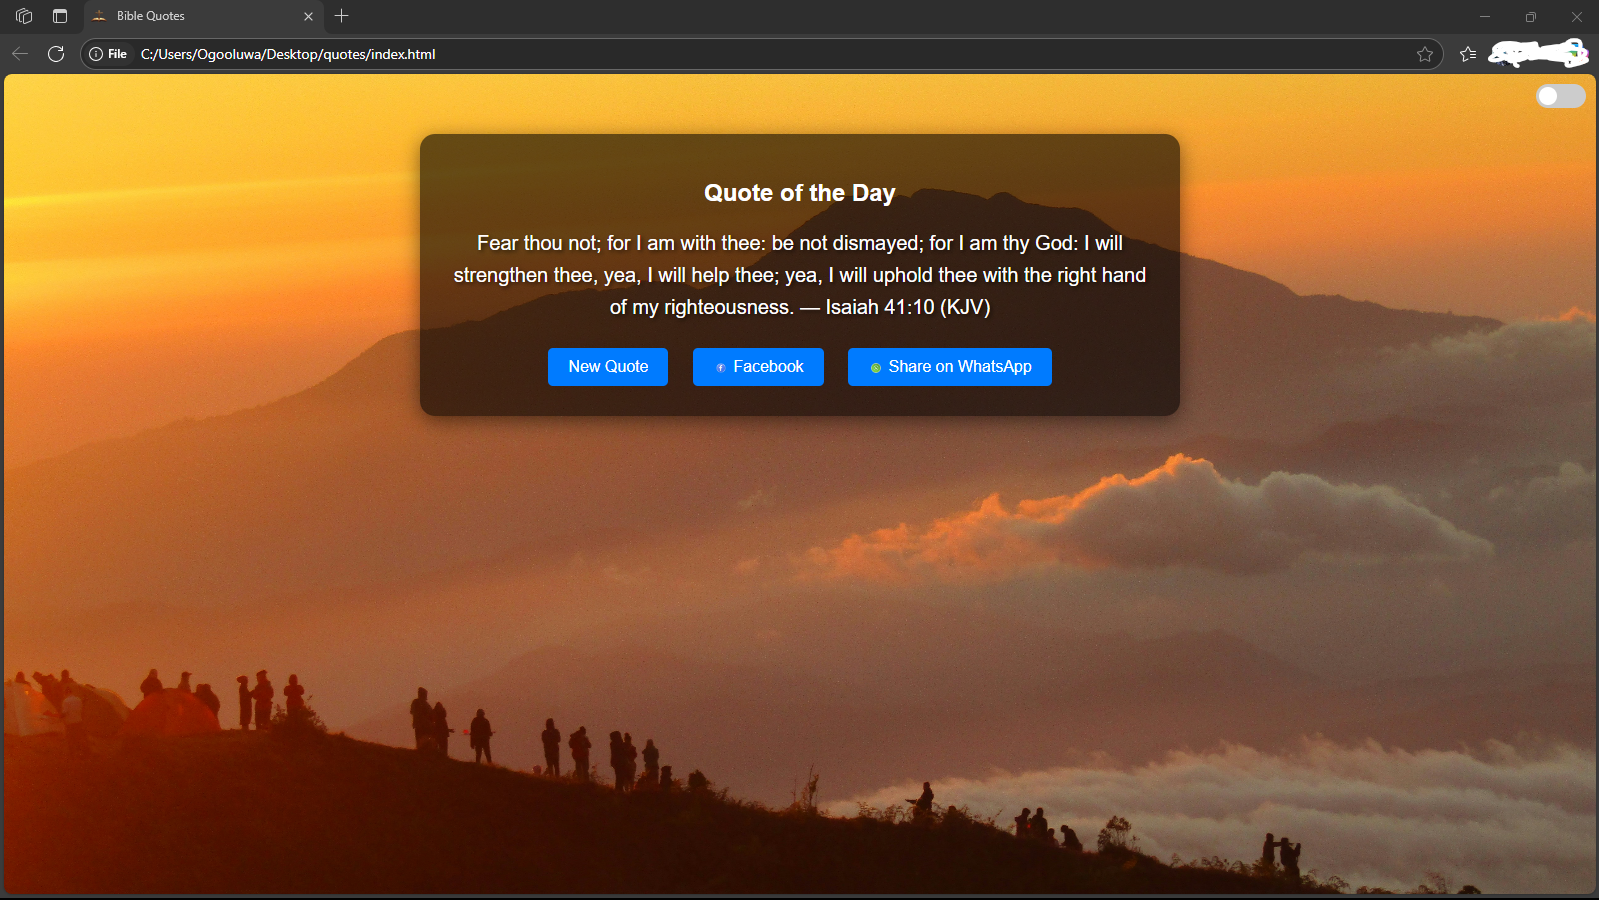 Bible Quotes
File C:/Users/Ogooluwa/Desktop/quotes/index.html
Quote of the Day
Fear thou not; for I am with thee: be not dismayed; for I am thy God: I will
strengthen thee, yea, I will help thee; yea, I will uphold thee with the right hand
of my righteousness. — Isaiah 41:10 (KJV)
New Quote Facebook Share on WhatsApp